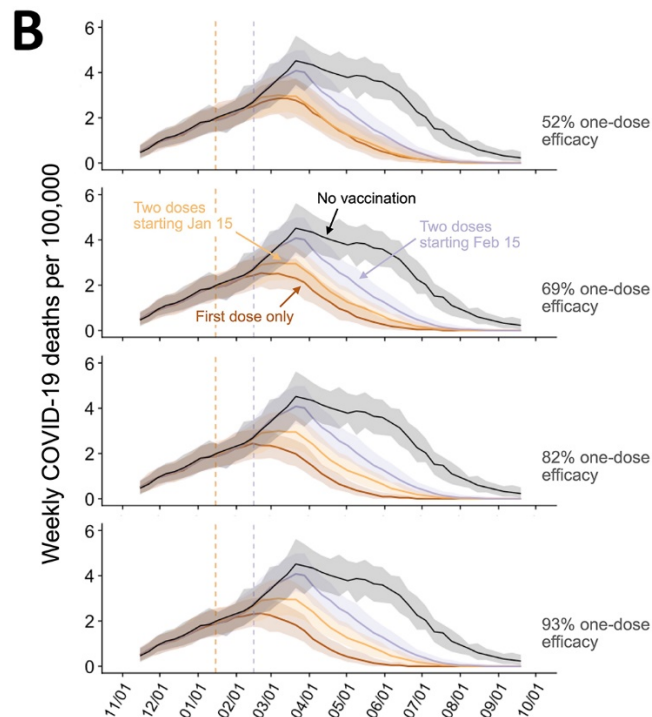 B
Weekly COVID-19 deaths per 100,000
6
4
2
0
52% one-dose
efficacy
6
4
2
0
No vaccination
Two doses
starting Jan 15
Two doses
starting Feb 15
First dose only
69% one-dose
efficacy
6
4
2
0
82% one-dose
efficacy
6
4
2
0
93% one-dose
efficacy
11/01
12/01
01/01
02/01
03/01
04/01
05/01
06/01
07/01
08/01
09/01
10/01